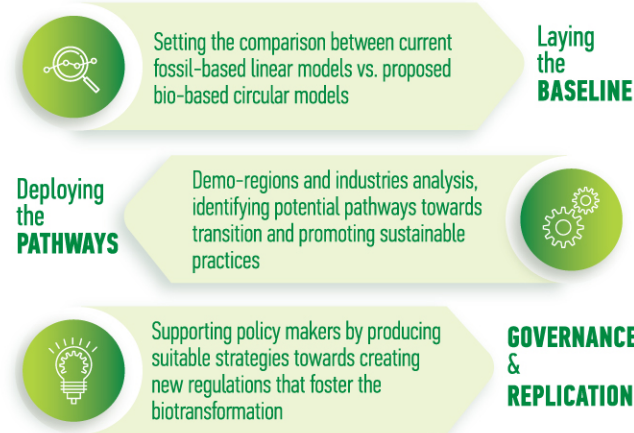 Setting the comparison between current
fossil-based linear models vs. proposed
bio-based circular models
Laying
the
BASELINE
Deploying
the
PATHWAYS
Demo-regions and industries analysis,
identifying potential pathways towards
transition and promoting sustainable
practices
Supporting policy makers by producing
suitable strategies towards creating
new regulations that foster the
biotransformation
GOVERNANCE
&
REPLICATION